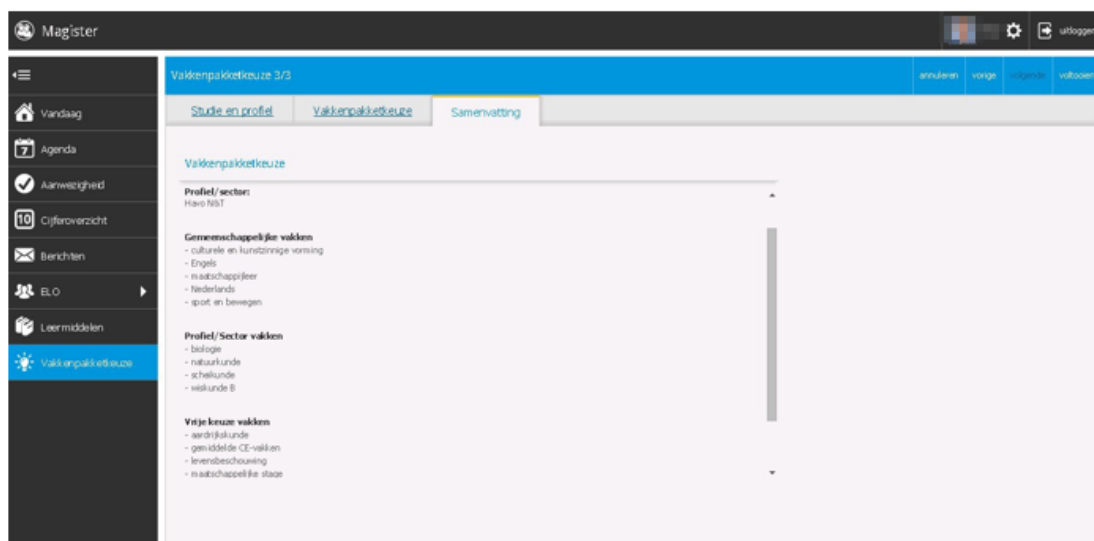 Magister
uitloggen
Vakkenpakketkeuze 3/3
annuleren vorige volgende voltooien
Vandaag
7 Agenda
Aanwezigheid
10 Cijferoverzicht
Berichten
ELO
Leermiddelen
Vakkenpakketkeuze
Studie en profiel Vakkenpakketkeuze Samenvatting
Vakkenpakketkeuze
Profiel/sector:
Havo N&T
Gemeenschappelijke vakken
- culturele en kunstzinnige vorming
- Engels
- maatschappijleer
- Nederlands
- sport en bewegen
Profiel/Sector vakken
- biologie
- natuurkunde
- scheikunde
- wiskunde B
Vrije keuze vakken
- aardrijkskunde
- gemiddelde CE-vakken
- levensbeschouwing
- maatschappelijke stage